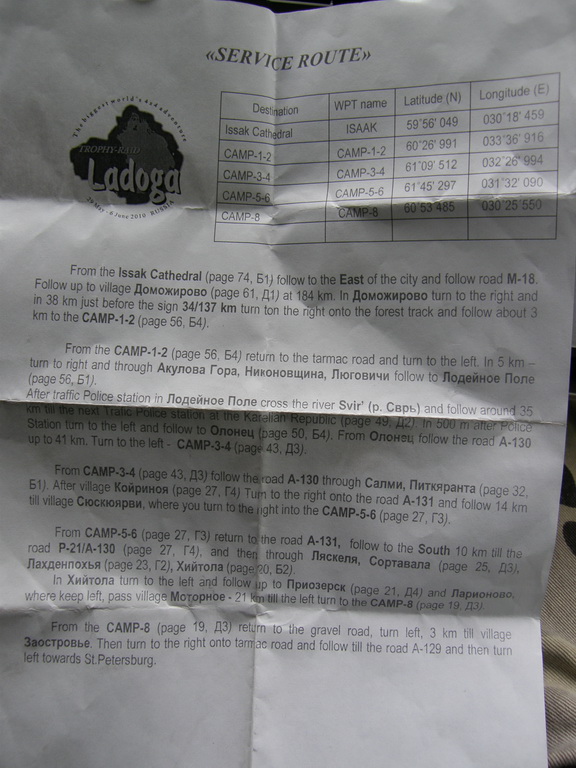 «SERVICE ROUTE»
Destination WPT name Latitude (N) Longitude (E)
Issak Cathedral ISAAK 59°56' 049 030°18' 459
CAMP-1-2 CAMP-1-2 60°26' 991 033°36' 916
CAMP-3-4 CAMP-3-4 61°09' 512 032°26' 994
CAMP-5-6 CAMP-5-6 61°45' 297 031°32' 090
CAMP-8 CAMP-8 60°53'485 030°25'550
The biggest world's 4x4 adventure
TROPHY-RAID
Ladoga
29 May - 6 June 2010 RUSSIA
From the Issak Cathedral (page 74, Б1) follow to the East of the city and follow road M-18.
Follow up to village Доможирово (page 61, Д1) at 184 km. In Доможирово turn to the right and
in 38 km just before the sign 34/137 km turn ton the right onto the forest track and follow about 3
km to the CAMP-1-2 (page 56, Б4).
From the CAMP-1-2 (page 56, Б4) return to the tarmac road and turn to the left. In 5 km –
turn to right and through Акулова Гора, Никоновщина, Люговичи follow to Лодейное Поле
(page 56, Б1).
After traffic Police station in Лодейное Поле cross the river Svir' (р. Сврь) and follow around 35
km till the next Trafic Police station at the Karalian Republic (page 49, Д2). In 500 m after Police
Station turn to the left and follow to Олонец (page 50, Б4). From Олонец follow the road A-130
up to 41 km. Turn to the left - CAMP-3-4 (page 43, Д3).
From CAMP-3-4 (page 43, Д3) follow the road A-130 through Салми, Питкяранта (page 32,
Б1). After village Койриноя (page 27, Г4) Turn to the right onto the road A-131 and follow 14 km
till village Сюскюярви, where you turn to the right into the CAMP-5-6 (page 27, Г3).
From CAMP-5-6 (page 27, Г3) return to the road A-131, follow to the South 10 km till the
road P-21/A-130 (page 27, Г4), and then through Ляскеля, Сортавала (page 25, Д3),
Лахденпохья (page 23, Г2), Хийтола (page 20, Б2).
In Хийтола turn to the left and follow up to Приозерск (page 21, Д4) and Ларионово,
where keep left, pass village Моторное - 21 km till the left turn to the CAMP-8 (page 19, Д3).
From the CAMP-8 (page 19, Д3) return to the gravel road, turn left, 3 km till village
Заостровье. Then turn to the right onto tarmac road and follow till the road A-129 and then turn
left towards St.Petersburg.